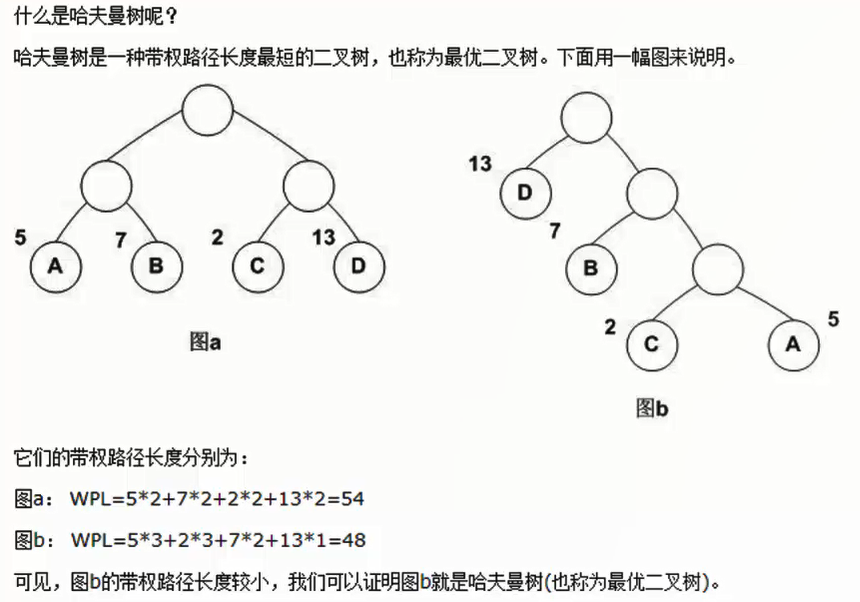 什么是哈夫曼树呢？
哈夫曼树是一种带权路径长度最短的二叉树，也称为最优二叉树。下面用一幅图来说明。
13
D
5
7
2
13
7
A
B
C
D
B
2
5
C
A
图a
图b
它们的带权路径长度分别为：
图a： WPL=5*2+7*2+2*2+13*2=54
图b： WPL=5*3+2*3+7*2+13*1=48
可见，图b的带权路径长度较小，我们可以证明图b就是哈夫曼树(也称为最优二叉树)。